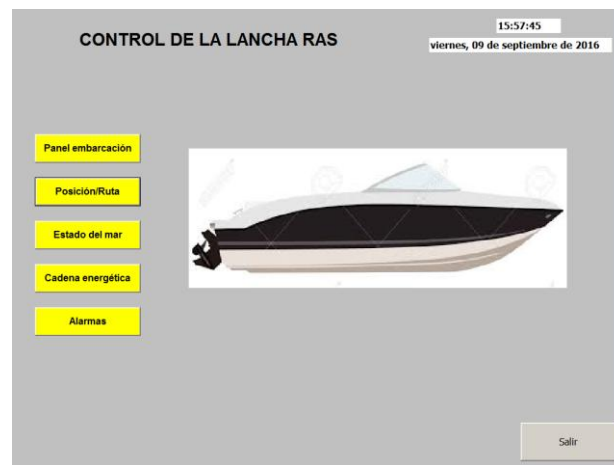 15:57:45
CONTROL DE LA LANCHA RAS
viernes, 09 de septiembre de 2016
Panel embarcación
Posición/Ruta
Estado del mar
Cadena energética
Alarmas
Salir